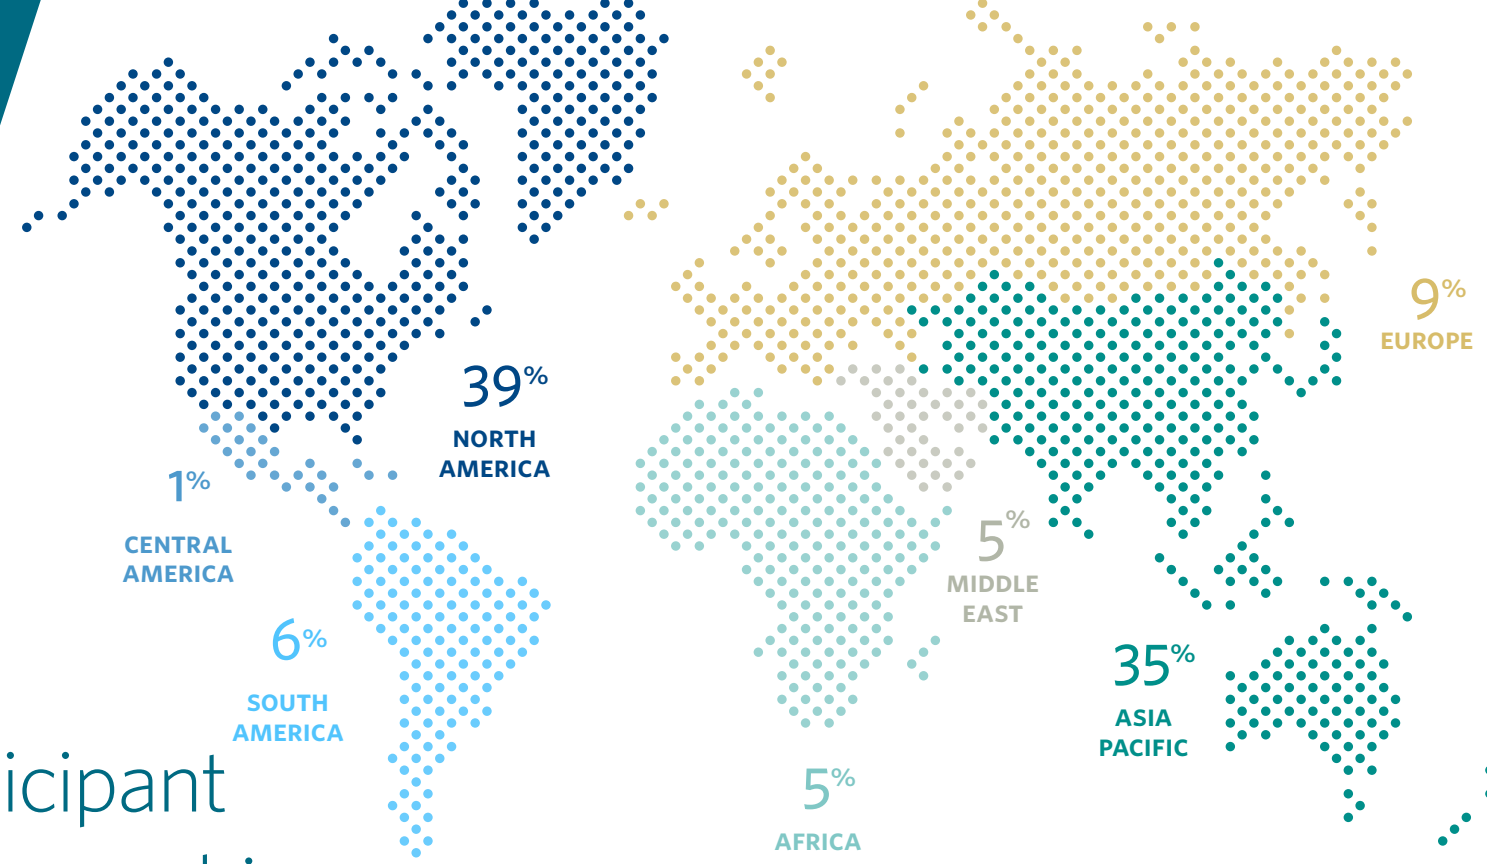 9%
EUROPE
39%
NORTH
AMERICA
1%
CENTRAL
AMERICA
5%
MIDDLE
EAST
6%
SOUTH
AMERICA
35%
ASIA
PACIFIC
icipant
5%
AFRICA